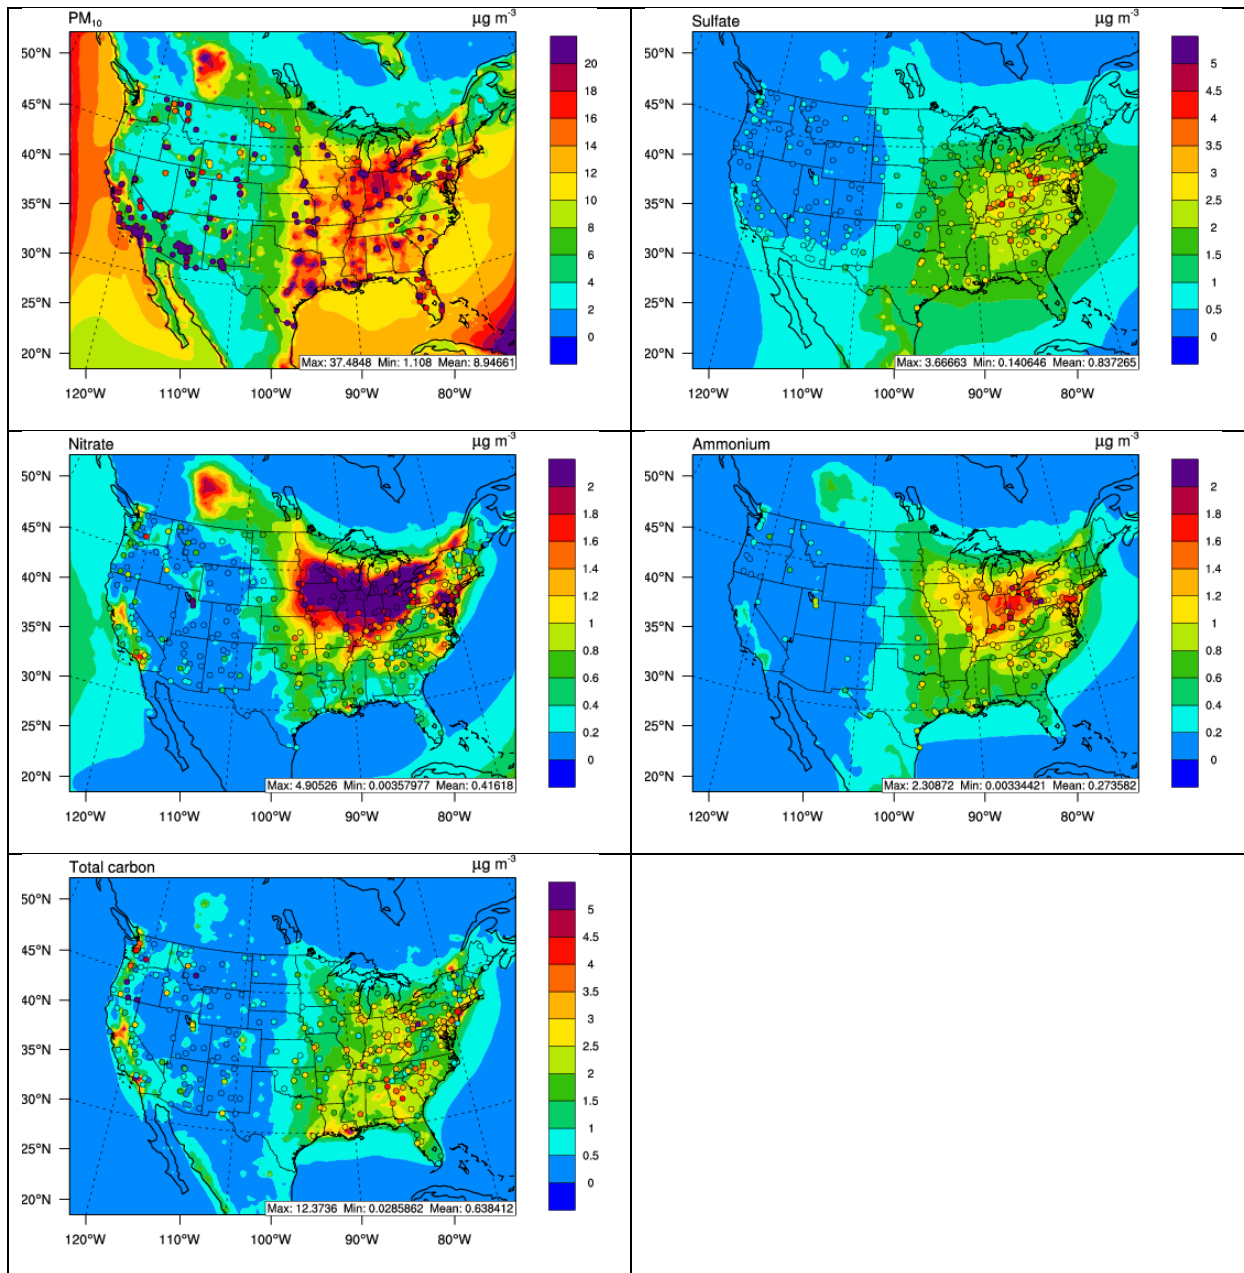 PM10 µg m-3
50°N
45°N
40°N
35°N
30°N
25°N
20°N
120°W 110°W 100°W 90°W 80°W
20
18
16
14
12
10
8
6
4
2
0
Max: 37.4848 Min: 1.108 Mean: 8.94661
Sulfate µg m-3
50°N
45°N
40°N
35°N
30°N
25°N
20°N
120°W 110°W 100°W 90°W 80°W
5
4.5
4
3.5
3
2.5
2
1.5
1
0.5
0
Max: 3.66663 Min: 0.140646 Mean: 0.837265
Nitrate µg m-3
50°N
45°N
40°N
35°N
30°N
25°N
20°N
120°W 110°W 100°W 90°W 80°W
2
1.8
1.6
1.4
1.2
1
0.8
0.6
0.4
0.2
0
Max: 4.90526 Min: 0.00357977 Mean: 0.41618
Ammonium µg m-3
50°N
45°N
40°N
35°N
30°N
25°N
20°N
120°W 110°W 100°W 90°W 80°W
2
1.8
1.6
1.4
1.2
1
0.8
0.6
0.4
0.2
0
Max: 2.30872 Min: 0.00334421 Mean: 0.273582
Total carbon µg m-3
50°N
45°N
40°N
35°N
30°N
25°N
20°N
120°W 110°W 100°W 90°W 80°W
5
4.5
4
3.5
3
2.5
2
1.5
1
0.5
0
Max: 12.3736 Min: 0.0285862 Mean: 0.638412